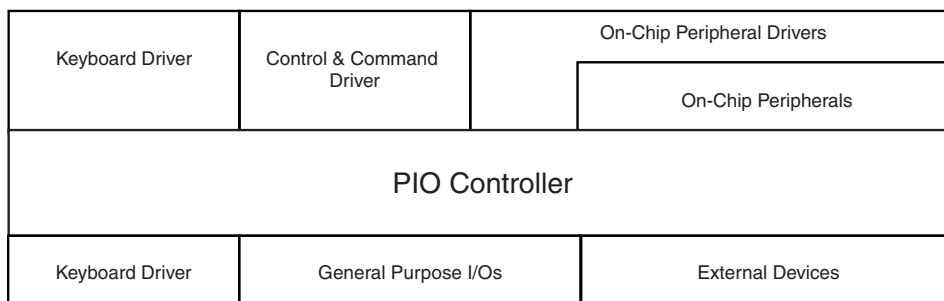 On-Chip Peripheral Drivers
Keyboard Driver
Control & Command
Driver
On-Chip Peripherals
PIO Controller
Keyboard Driver
General Purpose I/Os
External Devices